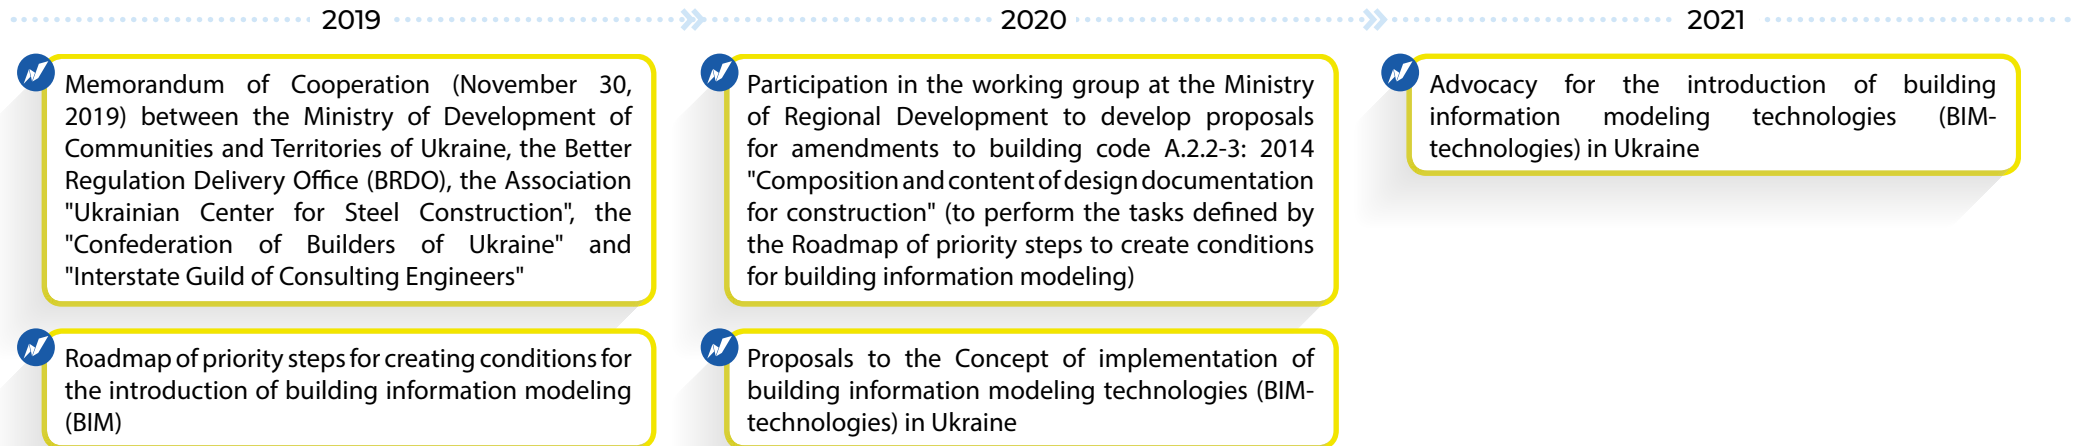 2019
Memorandum of Cooperation (November 30,
2019) between the Ministry of Development of
Communities and Territories of Ukraine, the Better
Regulation Delivery Office (BRDO), the Association
"Ukrainian Center for Steel Construction", the
"Confederation of Builders of Ukraine" and
"Interstate Guild of Consulting Engineers"
Roadmap of priority steps for creating conditions for
the introduction of building information modeling
(BIM)
2020
Participation in the working group at the Ministry
of Regional Development to develop proposals
for amendments to building code A.2.2-3: 2014
"Composition and content of design documentation
for construction" (to perform the tasks defined by
the Roadmap of priority steps to create conditions
for building information modeling)
Proposals to the Concept of implementation of
building information modeling technologies (BIM-
technologies) in Ukraine
2021
Advocacy for the introduction of building
information modeling technologies (BIM-
technologies) in Ukraine